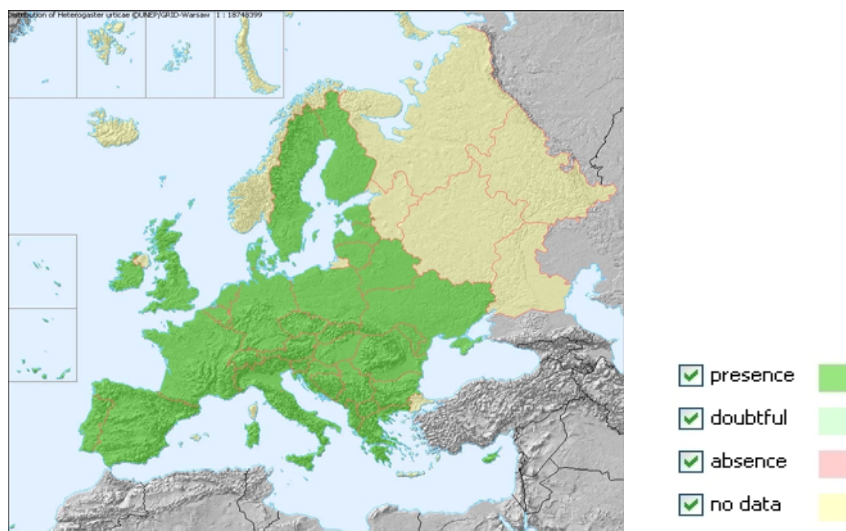 Distribution of Heterogaster urticae ©UNEP/GRID-Warsaw 1 : 18748399
presence
doubtful
absence
no data